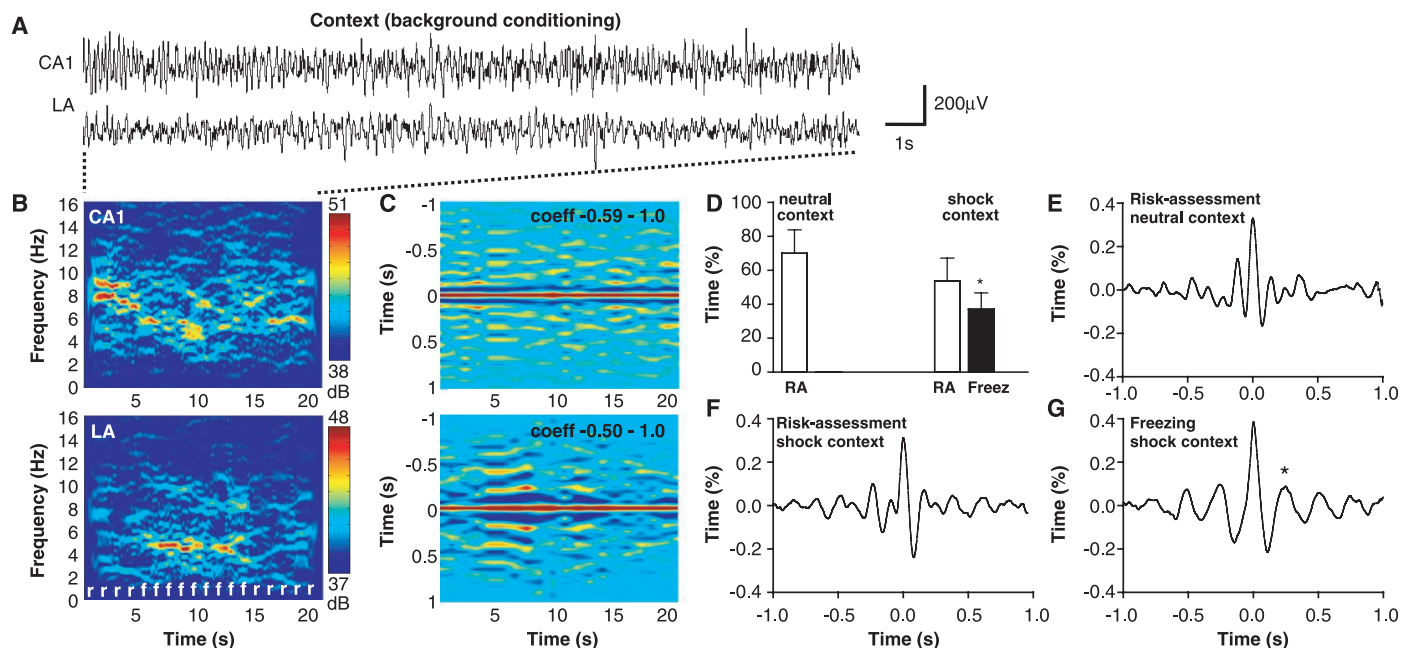 A
Context (background conditioning)
CA1
LA
200µV
1s
B
CA1
51
38
dB
Frequency (Hz)
16
14
12
10
8
6
4
2
0
5 10 15 20
LA
48
37
dB
Frequency (Hz)
16
14
12
10
8
6
4
2
0
r r r r f f f f f f f f f r r r r r
5 10 15 20
Time (s)
C
coeff -0.59 - 1.0
Time (s)
-1
-0.5
0
0.5
1
5 10 15 20
coeff -0.50 - 1.0
Time (s)
-1
-0.5
0
0.5
1
5 10 15 20
Time (s)
D
neutral
context
shock
context
Time (%)
100
80
60
40
20
0
*
RA RA Freez
E
Risk-assessment
neutral context
Time (%)
0.4
0.2
0.0
-0.2
-0.4
-1.0 -0.5 0.0 0.5 1.0
F
Risk-assessment
shock context
Time (%)
0.4
0.2
0.0
-0.2
-0.4
-1.0 -0.5 0.0 0.5 1.0
Time (s)
G
Freezing
shock context
*
Time (%)
0.4
0.2
0.0
-0.2
-0.4
-1.0 -0.5 0.0 0.5 1.0
Time (s)